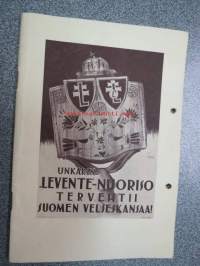 UNKARIN
LEVENTE-NUORISO
TERVEHTII
SUOMEN VELJESKANSAA!